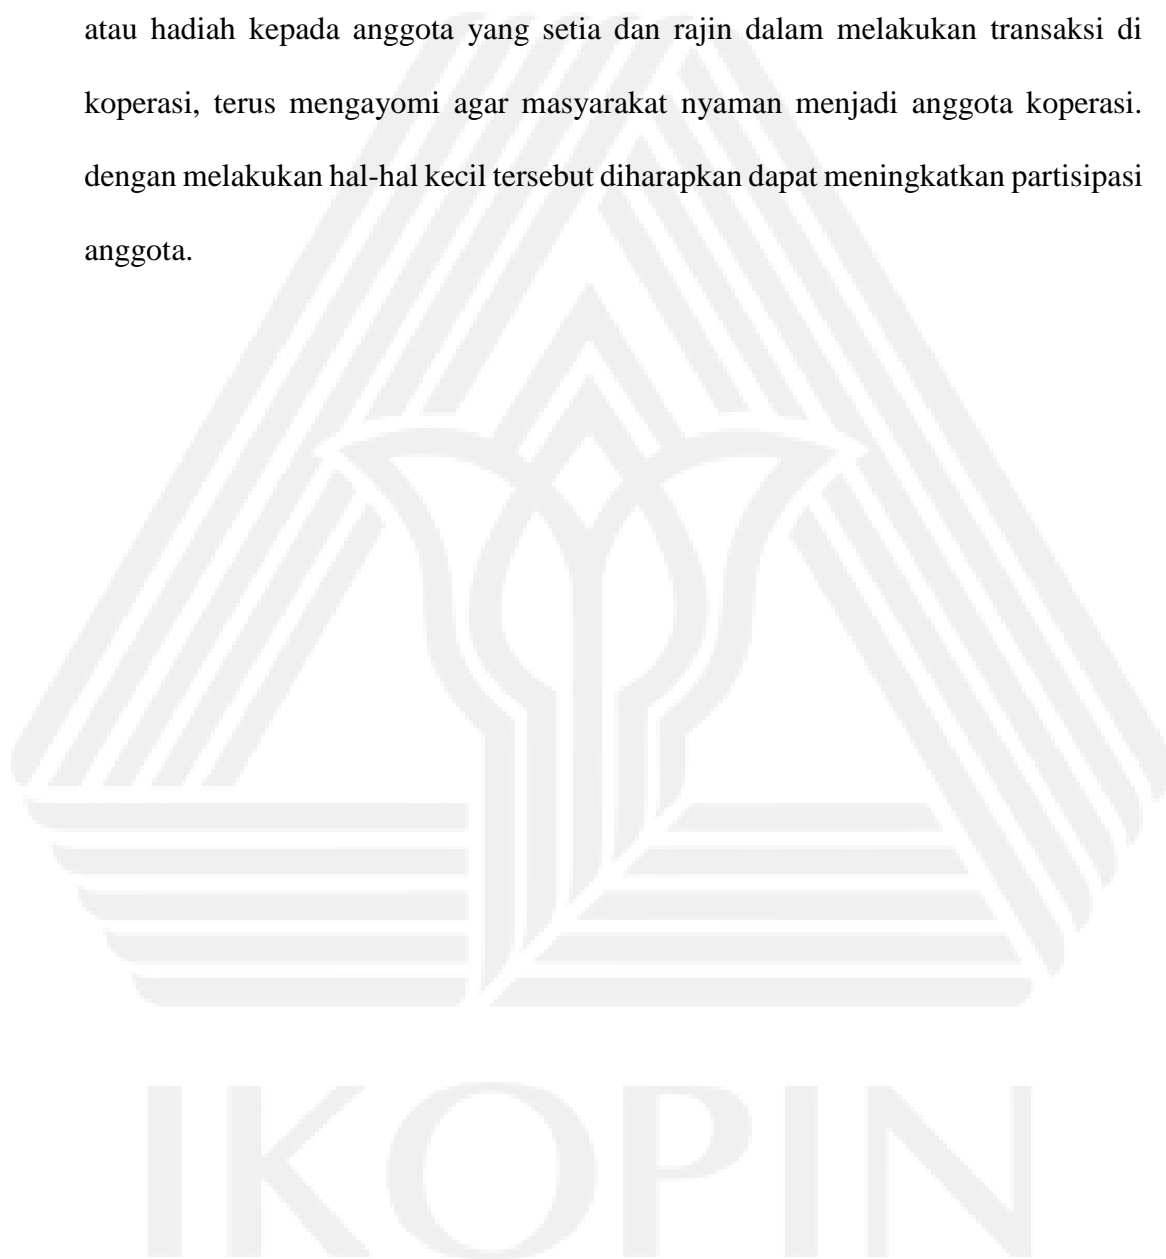 atau hadiah kepada anggota yang setia dan rajin dalam melakukan transaksi di
koperasi, terus mengayomi agar masyarakat nyaman menjadi anggota koperasi.
dengan melakukan hal-hal kecil tersebut diharapkan dapat meningkatkan partisipasi
anggota.
IKOPIN